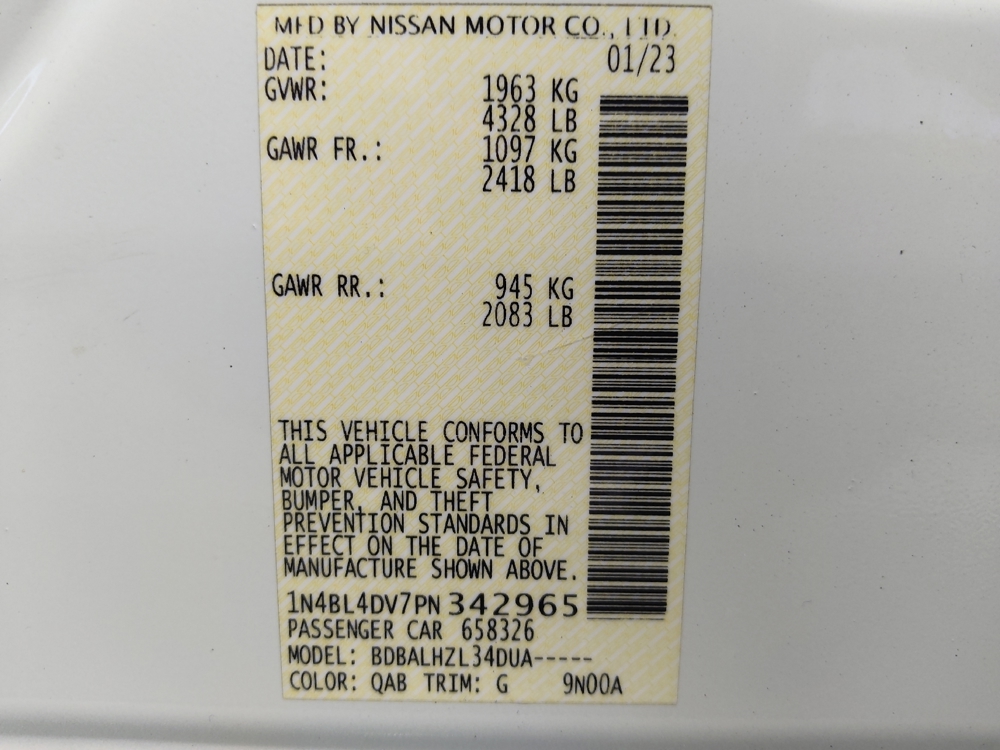 MFD BY NISSAN MOTOR CO., LTD.
DATE: 01/23
GVWR: 1963 KG
4328 LB
GAWR FR.: 1097 KG
2418 LB
GAWR RR.: 945 KG
2083 LB
THIS VEHICLE CONFORMS TO
ALL APPLICABLE FEDERAL
MOTOR VEHICLE SAFETY,
BUMPER, AND THEFT
PREVENTION STANDARDS IN
EFFECT ON THE DATE OF
MANUFACTURE SHOWN ABOVE.
1N4BL4DV7PN342965
PASSENGER CAR 658326
MODEL: BDBALHZL34DUA-----
COLOR: QAB TRIM: G 9N00A